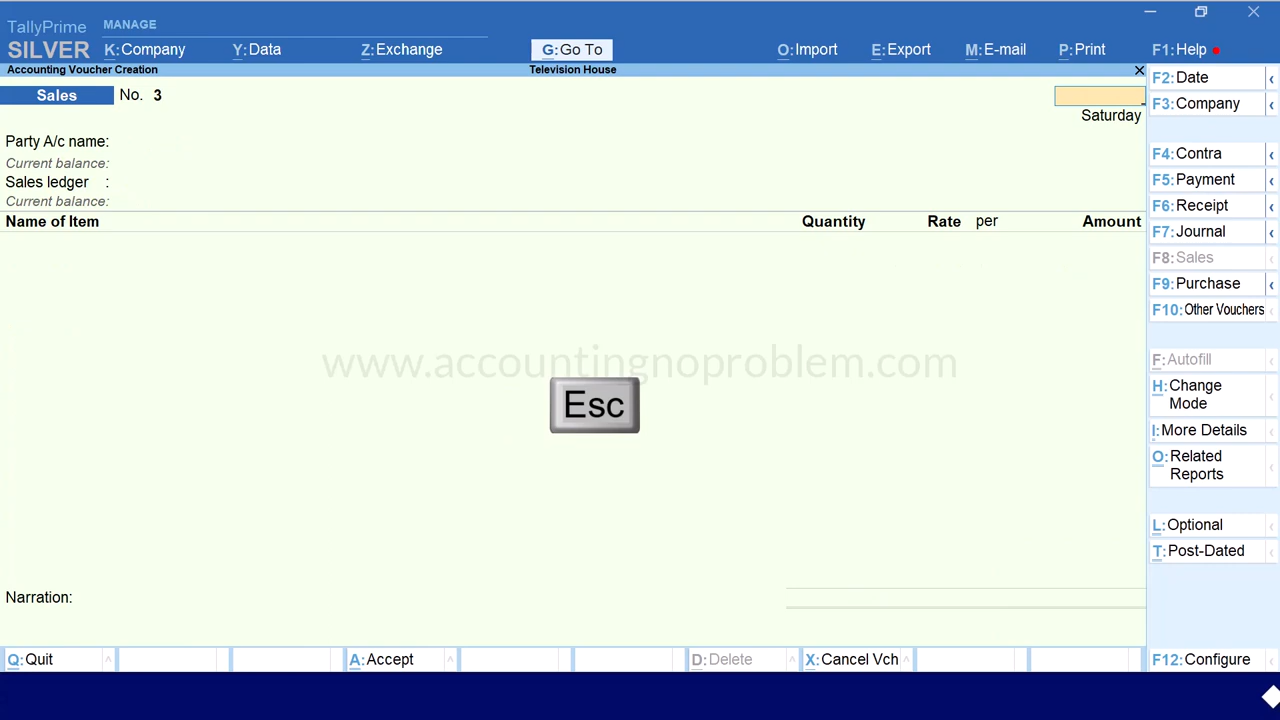 TallyPrime MANAGE
SILVER K:Company Y:Data Z:Exchange G:Go To O:Import E:Export M:E-mail P:Print F1:Help
Accounting Voucher Creation Television House
Sales No. 3
Saturday
Party A/c name:
Current balance:
Sales ledger :
Current balance:
Name of Item Quantity Rate per Amount
www.accountingnoproblem.com
Esc
Narration:
F2:Date
F3:Company
F4:Contra
F5:Payment
F6:Receipt
F7:Journal
F8:Sales
F9:Purchase
F10:Other Vouchers
F:Autofill
H:Change
Mode
I:More Details
O:Related
Reports
L:Optional
T:Post-Dated
Q:Quit A:Accept D:Delete X:Cancel Vch F12:Configure